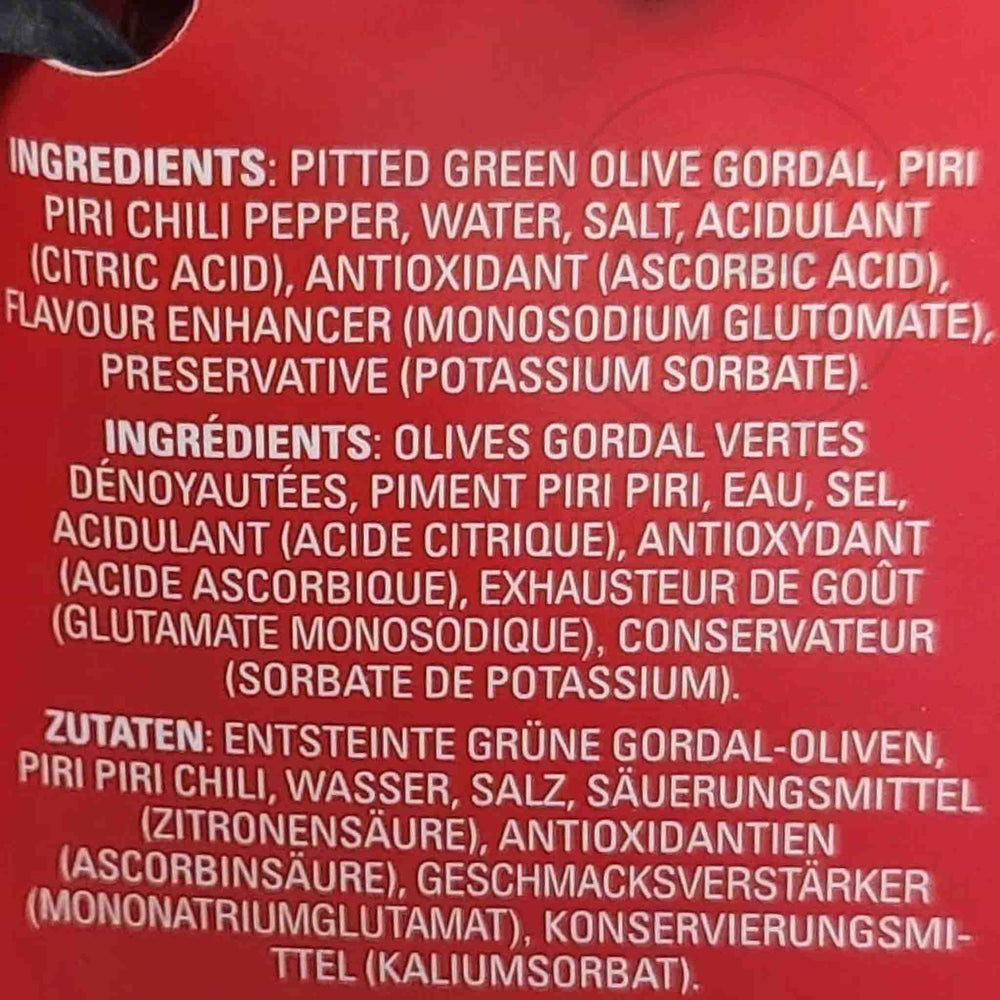 INGREDIENTS: PITTED GREEN OLIVE GORDAL, PIRI
PIRI CHILI PEPPER, WATER, SALT, ACIDULANT
(CITRIC ACID), ANTIOXIDANT (ASCORBIC ACID),
FLAVOUR ENHANCER (MONOSODIUM GLUTOMATE),
PRESERVATIVE (POTASSIUM SORBATE).
INGRÉDIENTS: OLIVES GORDAL VERTES
DÉNOYAUTÉES, PIMENT PIRI PIRI, EAU, SEL,
ACIDULANT (ACIDE CITRIQUE), ANTIOXYDANT
(ACIDE ASCORBIQUE), EXHAUSTEUR DE GOÛT
(GLUTAMATE MONOSODIQUE), CONSERVATEUR
(SORBATE DE POTASSIUM).
ZUTATEN: ENTSTEINTE GRÜNE GORDAL-OLIVEN,
PIRI PIRI CHILI, WASSER, SALZ, SÄUERUNGSMITTEL
(ZITRONENSÄURE), ANTIOXIDANTIEN
(ASCORBINSÄURE), GESCHMACKSVERSTÄRKER
(MONONATRIUMGLUTAMAT), KONSERVIERUNGSMI-
TTEL (KALIUMSORBAT).